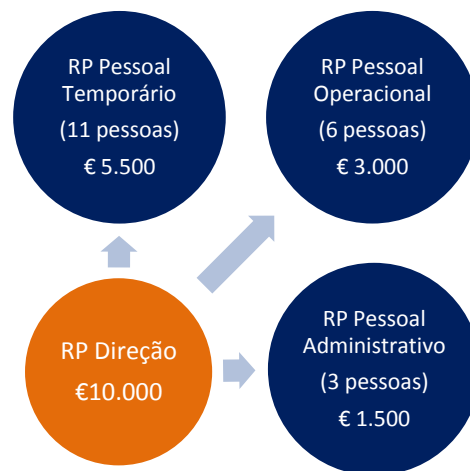 RP Pessoal
Temporário
(11 pessoas)
€ 5.500
RP Pessoal
Operacional
(6 pessoas)
€ 3.000
RP Direção
€10.000
RP Pessoal
Administrativo
(3 pessoas)
€ 1.500